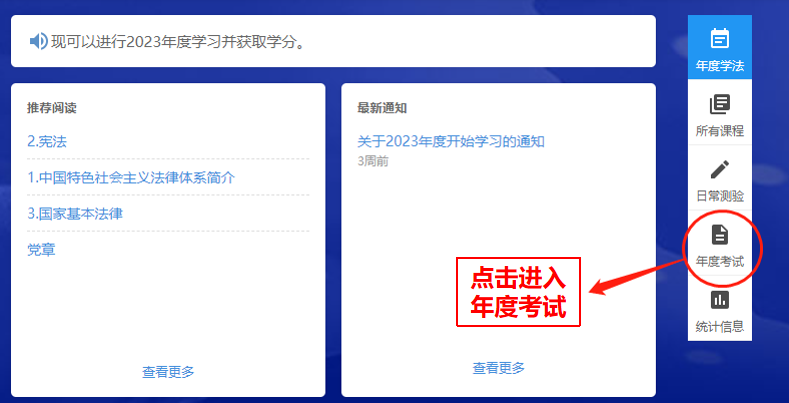 现可以进行2023年度学习并获取学分。
推荐阅读
2.宪法
1.中国特色社会主义法律体系简介
3.国家基本法律
党章
查看更多
最新通知
关于2023年度开始学习的通知
3周前
点击进入
年度考试
查看更多
年度学法
所有课程
日常测验
年度考试
统计信息